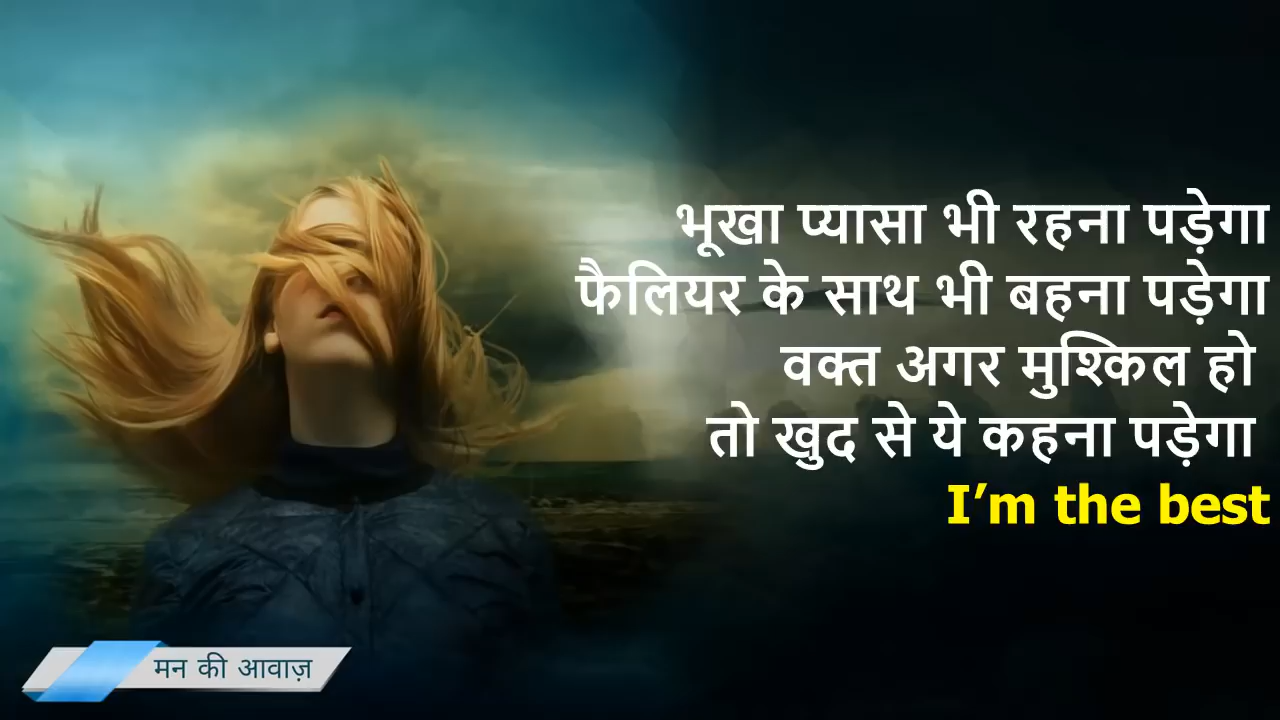 भूखा प्यासा भी रहना पड़ेगा
फैलियर के साथ भी बहना पड़ेगा
वक्त अगर मुश्किल हो
तो खुद से ये कहना पड़ेगा
I’m the best
मन की आवाज़